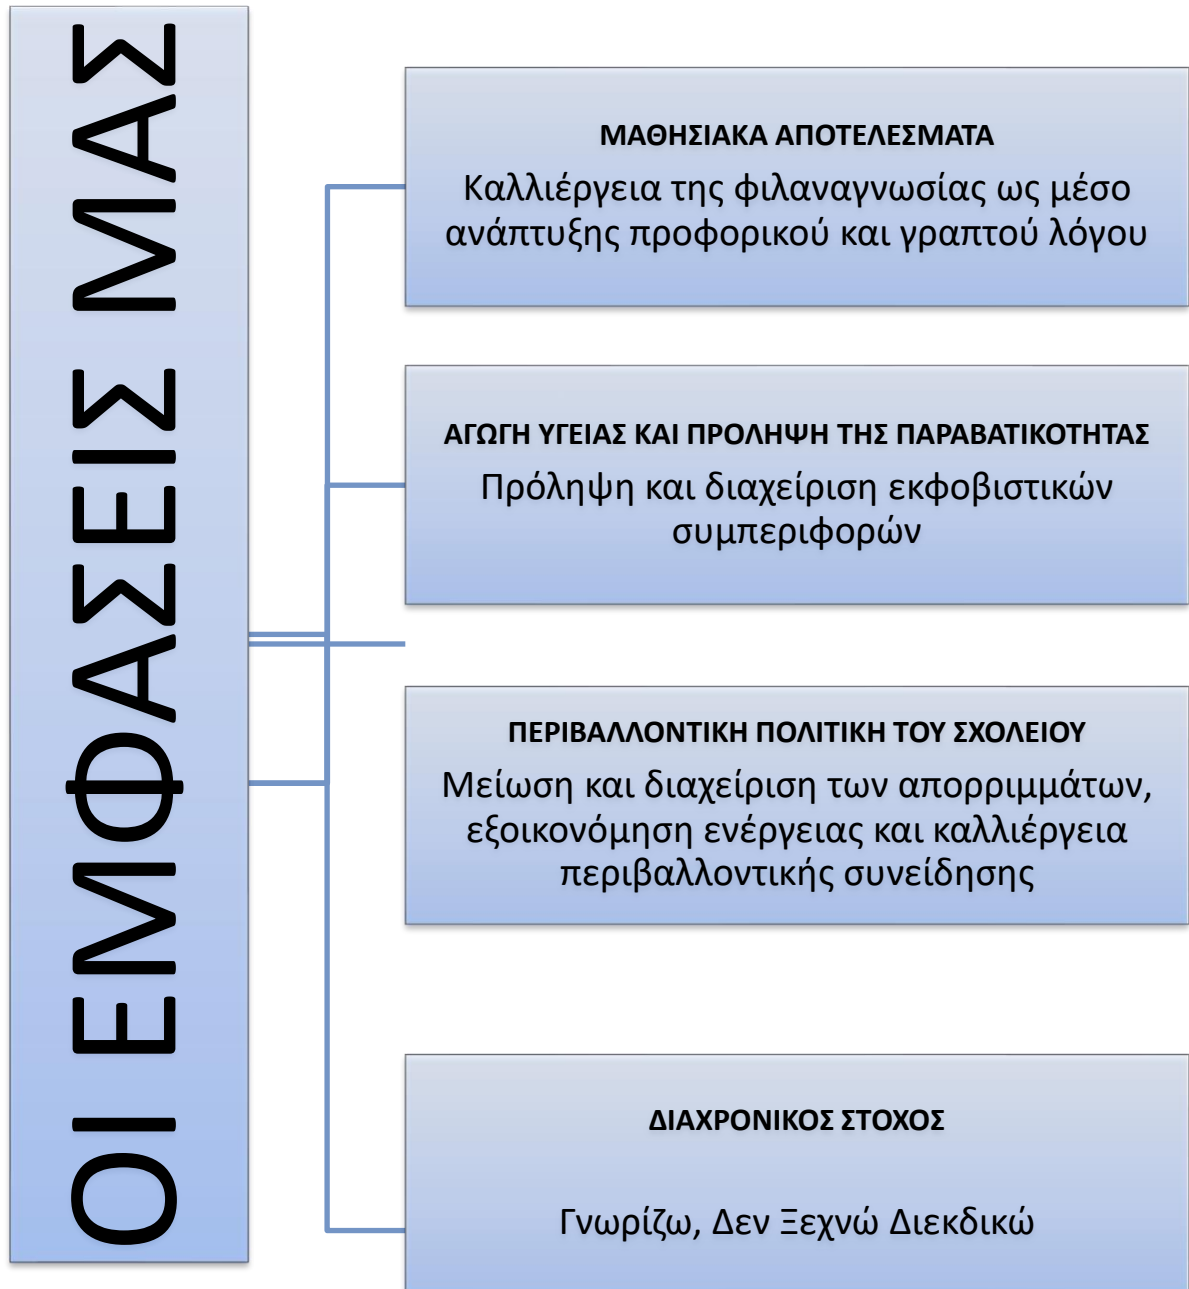 ΟΙ ΕΜΦΑΣΕΙΣ ΜΑΣ
ΜΑΘΗΣΙΑΚΑ ΑΠΟΤΕΛΕΣΜΑΤΑ
Καλλιέργεια της φιλαναγνωσίας ως μέσο
ανάπτυξης προφορικού και γραπτού λόγου
ΑΓΩΓΗ ΥΓΕΙΑΣ ΚΑΙ ΠΡΟΛΗΨΗ ΤΗΣ ΠΑΡΑΒΑΤΙΚΟΤΗΤΑΣ
Πρόληψη και διαχείριση εκφοβιστικών
συμπεριφορών
ΠΕΡΙΒΑΛΛΟΝΤΙΚΗ ΠΟΛΙΤΙΚΗ ΤΟΥ ΣΧΟΛΕΙΟΥ
Μείωση και διαχείριση των απορριμμάτων,
εξοικονόμηση ενέργειας και καλλιέργεια
περιβαλλοντικής συνείδησης
ΔΙΑΧΡΟΝΙΚΟΣ ΣΤΟΧΟΣ
Γνωρίζω, Δεν Ξεχνώ Διεκδικώ